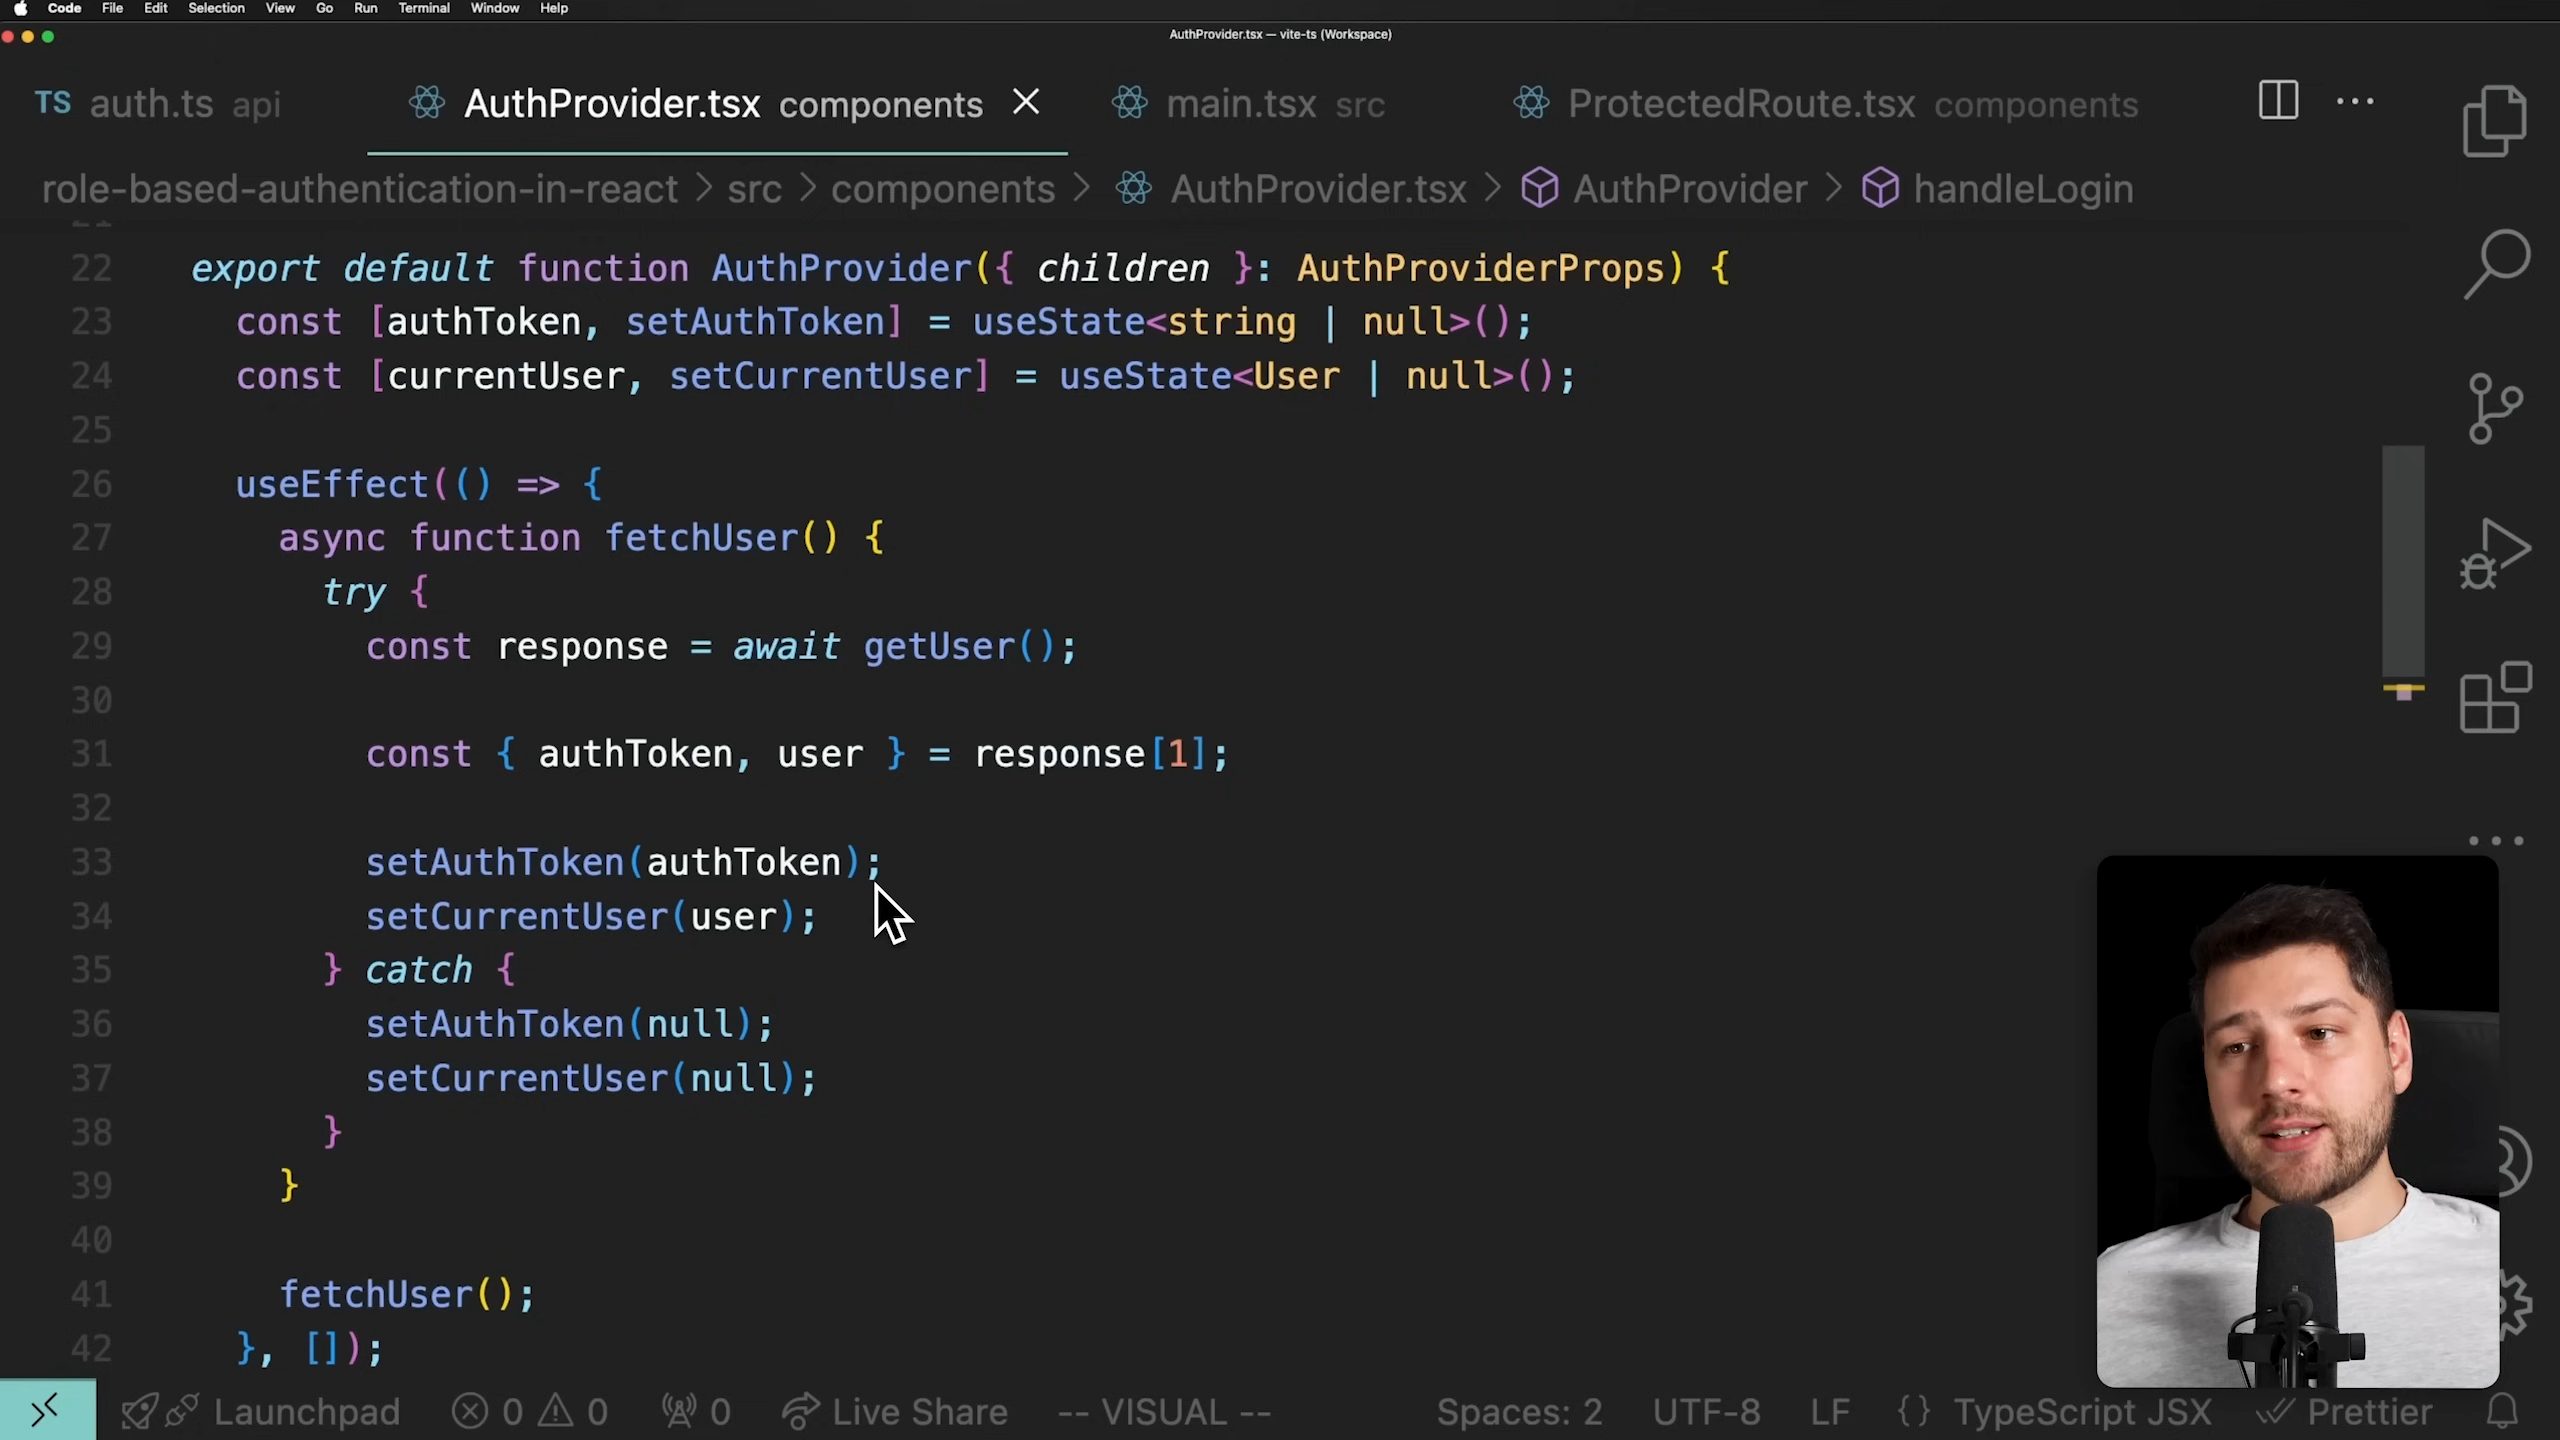 Code File Edit Selection View Go Run Terminal Window Help
AuthProvider.tsx — vite-ts (Workspace)
TS auth.ts api AuthProvider.tsx components main.tsx src ProtectedRoute.tsx components
role-based-authentication-in-react > src > components > AuthProvider.tsx > AuthProvider > handleLogin
21
22 export default function AuthProvider({ children }: AuthProviderProps) {
23 const [authToken, setAuthToken] = useState<string | null>();
24 const [currentUser, setCurrentUser] = useState<User | null>();
25
26 useEffect(() => {
27 async function fetchUser() {
28 try {
29 const response = await getUser();
30
31 const { authToken, user } = response[1];
32
33 setAuthToken(authToken);
34 setCurrentUser(user);
35 } catch {
36 setAuthToken(null);
37 setCurrentUser(null);
38 }
39 }
40
41 fetchUser();
42 }, []);
Launchpad 0 0 0 Live Share -- VISUAL -- Spaces: 2 UTF-8 LF {} TypeScript JSX Prettier